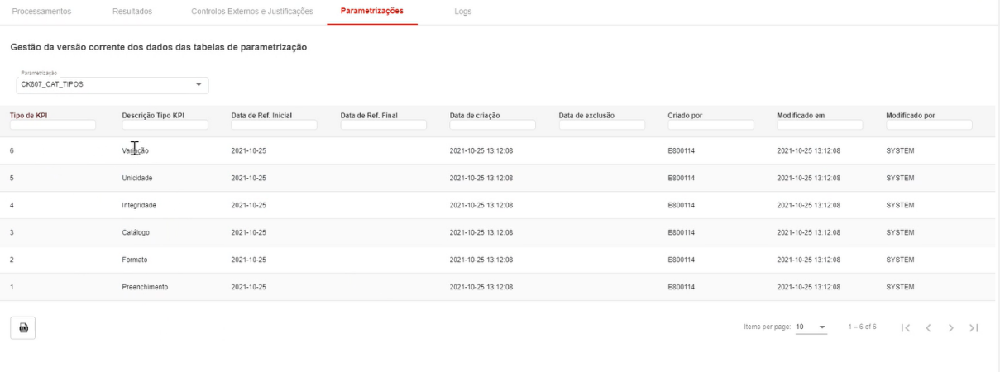 Processamentos Resultados Controlos Externos e Justificações Parametrizações Logs
Gestão da versão corrente dos dados das tabelas de parametrização
Parametrização
CK807_CAT_TIPOS
Tipo de KPI Descrição Tipo KPI Data de Ref. Inicial Data de Ref. Final Data de criação Data de exclusão Criado por Modificado em Modificado por
6 Variação 2021-10-25 2021-10-25 13:12:08 E800114 2021-10-25 13:12:08 SYSTEM
5 Unicidade 2021-10-25 2021-10-25 13:12:08 E800114 2021-10-25 13:12:08 SYSTEM
4 Integridade 2021-10-25 2021-10-25 13:12:08 E800114 2021-10-25 13:12:08 SYSTEM
3 Catálogo 2021-10-25 2021-10-25 13:12:08 E800114 2021-10-25 13:12:08 SYSTEM
2 Formato 2021-10-25 2021-10-25 13:12:08 E800114 2021-10-25 13:12:08 SYSTEM
1 Preenchimento 2021-10-25 2021-10-25 13:12:08 E800114 2021-10-25 13:12:08 SYSTEM
Items per page: 10 1 – 6 of 6